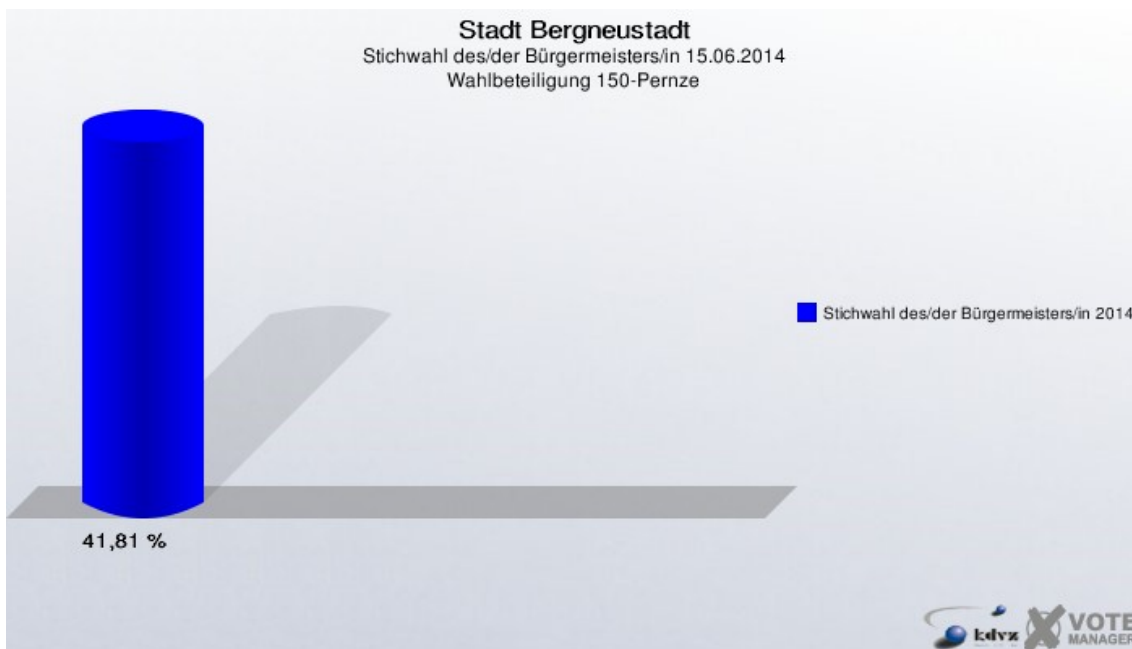 Stadt Bergneustadt
Stichwahl des/der Bürgermeisters/in 15.06.2014
Wahlbeteiligung 150-Pernze
Stichwahl des/der Bürgermeisters/in 2014
41,81 %
kdvz
VOTE
MANAGER